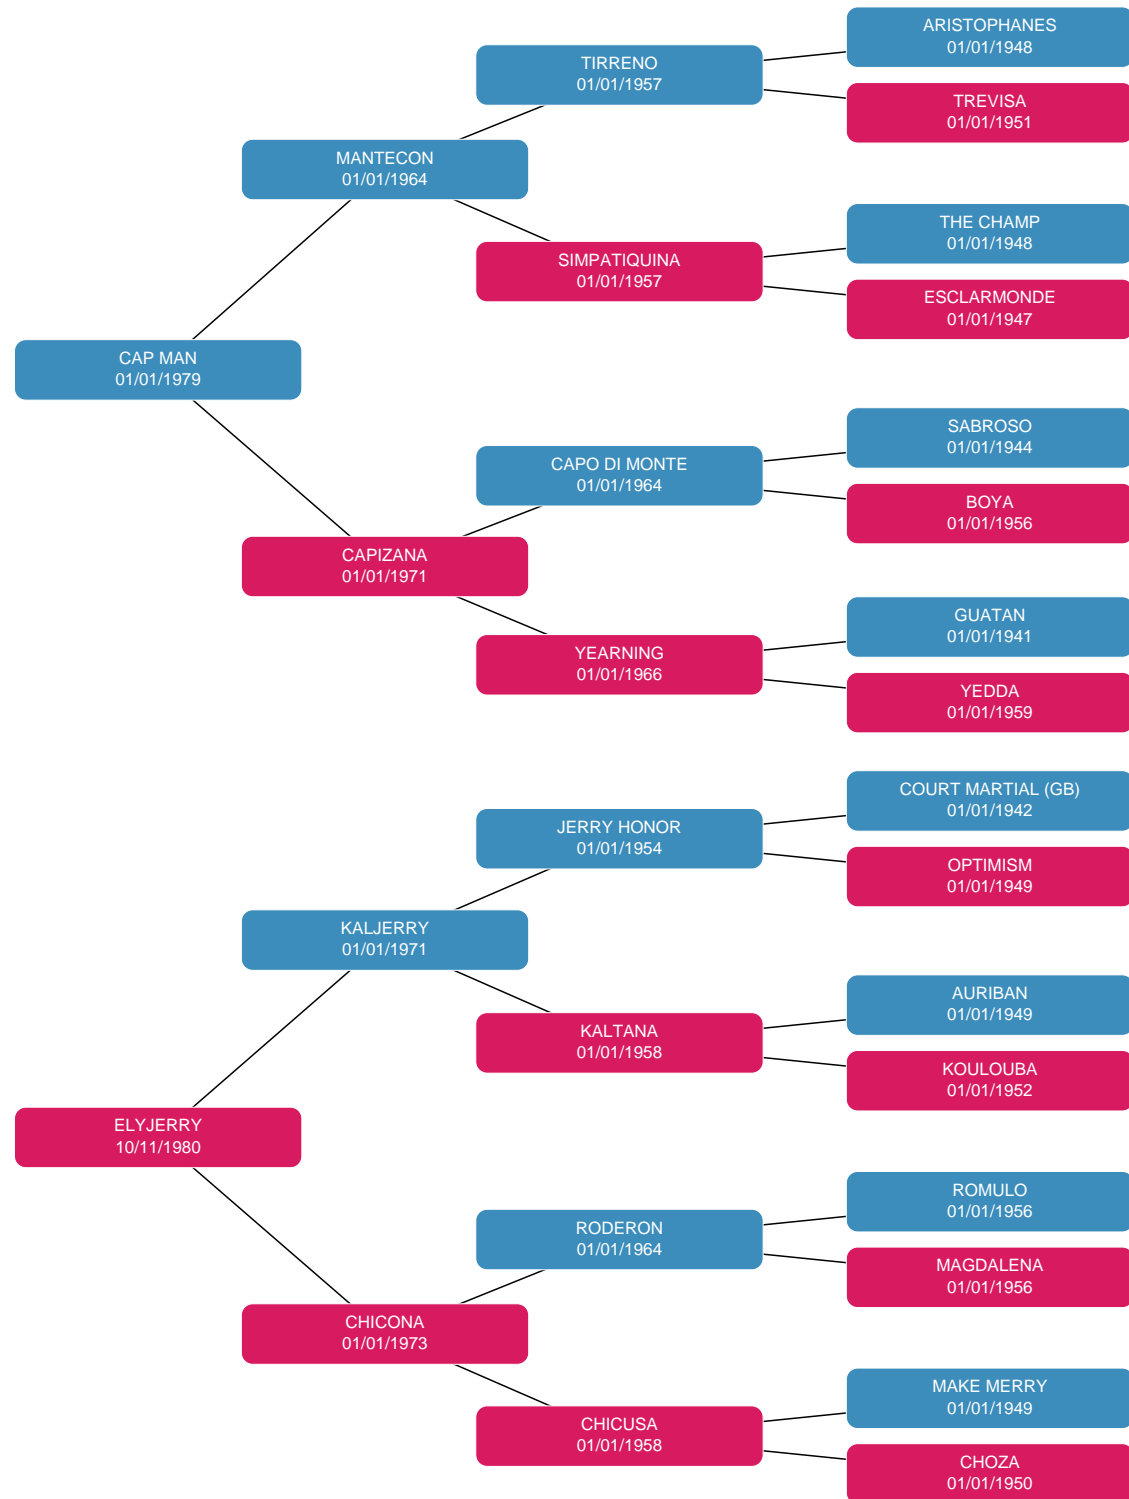 ARISTOPHANES
01/01/1948
TIRRENO
01/01/1957
TREVISA
01/01/1951
MANTECON
01/01/1964
THE CHAMP
01/01/1948
SIMPATIQUINA
01/01/1957
ESCLARMONDE
01/01/1947
CAP MAN
01/01/1979
SABROSO
01/01/1944
CAPO DI MONTE
01/01/1964
BOYA
01/01/1956
CAPIZANA
01/01/1971
GUATAN
01/01/1941
YEARNING
01/01/1966
YEDDA
01/01/1959
COURT MARTIAL (GB)
01/01/1942
JERRY HONOR
01/01/1954
OPTIMISM
01/01/1949
KALJERRY
01/01/1971
AURIBAN
01/01/1949
KALTANA
01/01/1958
KOULOUBA
01/01/1952
ELYJERRY
10/11/1980
ROMULO
01/01/1956
RODERON
01/01/1964
MAGDALENA
01/01/1956
CHICONA
01/01/1973
MAKE MERRY
01/01/1949
CHICUSA
01/01/1958
CHOZA
01/01/1950